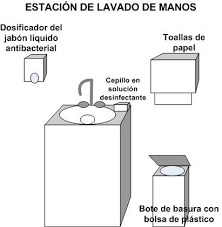 ESTACIÓN DE LAVADO DE MANOS
Dosificador del
jabón líquido
antibacterial
Toallas de
papel
Cepillo en
solución
desinfectante
Bote de basura con
bolsa de plástico